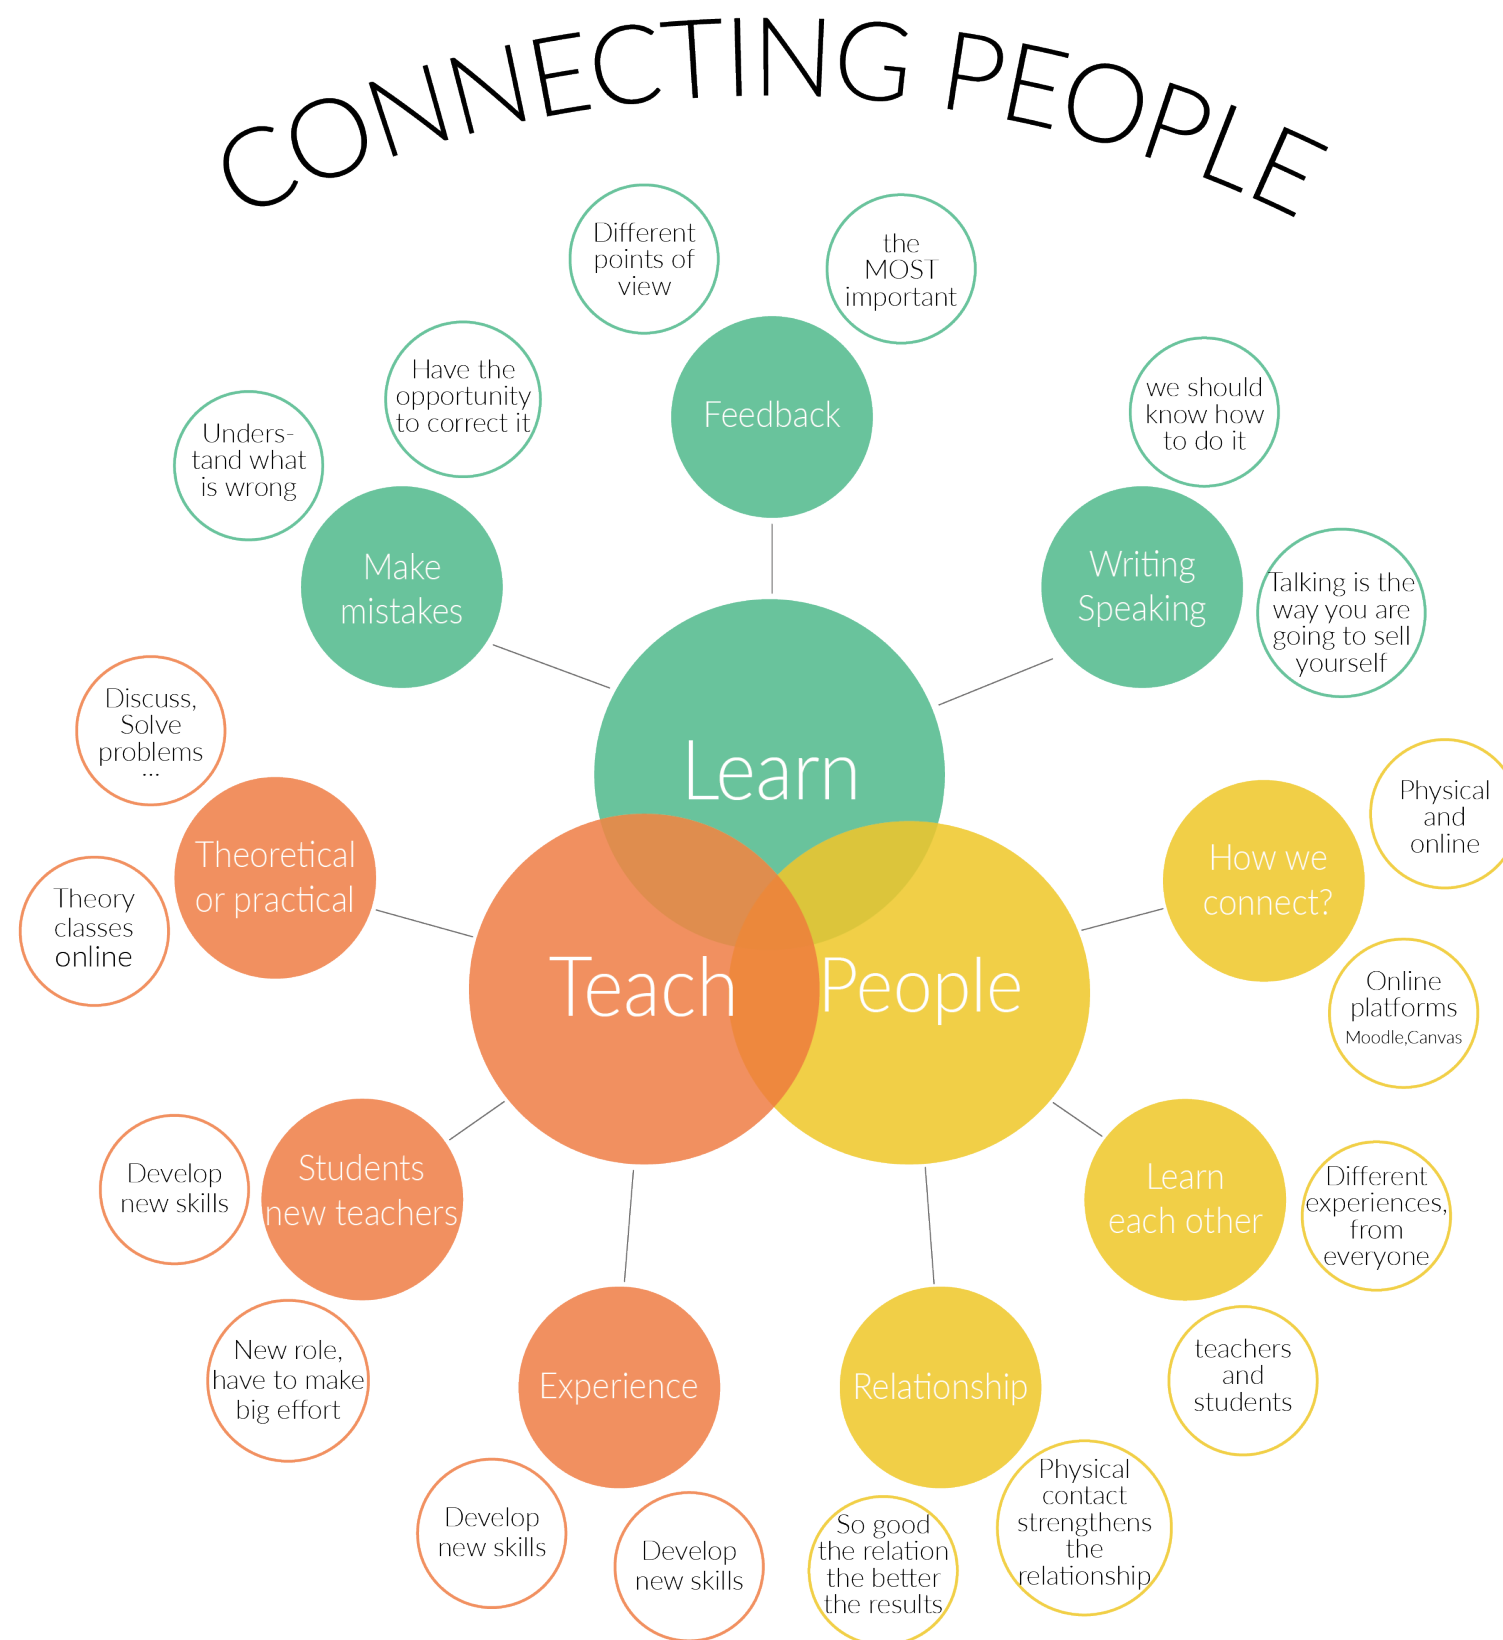 CONNECTING PEOPLE
Different
points of
view
the
MOST
important
Feedback
Have the
opportunity
to correct it
Unders-
tand what
is wrong
Make
mistakes
we should
know how
to do it
Writing
Speaking
Talking is the
way you are
going to sell
yourself
Learn
Discuss,
Solve
problems
...
Theoretical
or practical
Theory
classes
online
Teach
People
Physical
and
online
How we
connect?
Online
platforms
Moodle,Canvas
Develop
new skills
Students
new teachers
New role,
have to make
big effort
Learn
each other
Different
experiences,
from
everyone
teachers
and
students
Experience
Develop
new skills
Develop
new skills
Relationship
So good
the relation
the better
the results
Physical
contact
strengthens
the
relationship